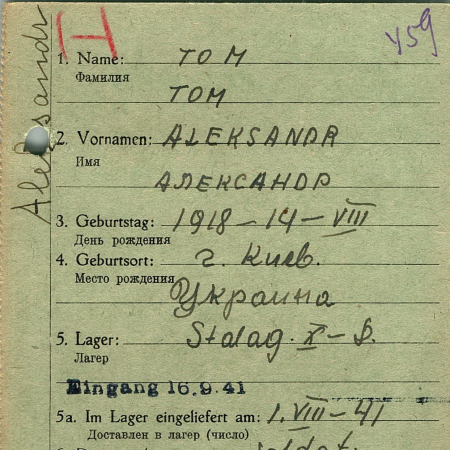 Aleksandr
H
459
1. Name: TOM
Фамилия
TOM
2. Vornamen: ALEKSANDR
Имя
АЛЕКСАНДР
3. Geburtstag: 1918-14-VIII
День рождения
4. Geburtsort: г. Киев.
Место рождения
Украина
5. Lager: Stalag. X-D.
Лагер
Eingang 16.9.41
5a. Im Lager eingeliefert am: 1.VIII-41
Доставлен в лагер (число)